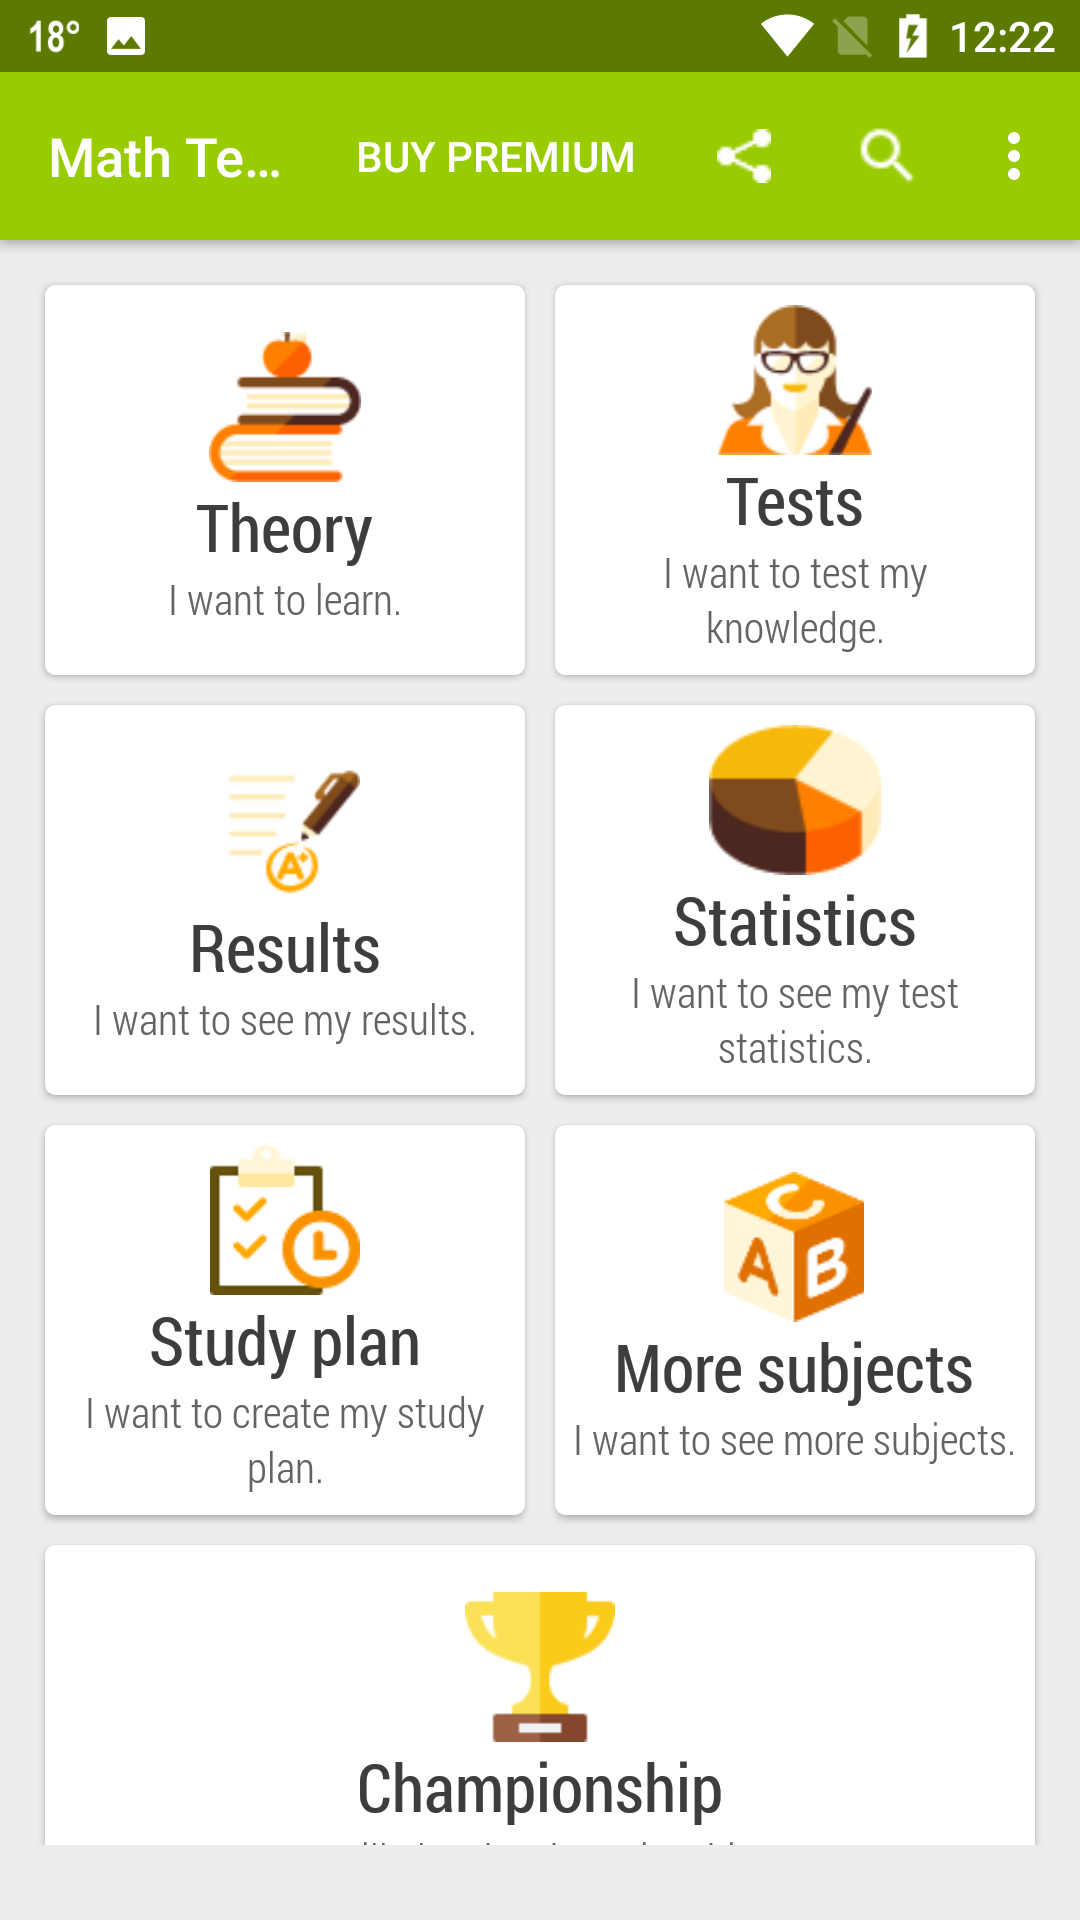 18° 12:22
Math Te... BUY PREMIUM
Theory
I want to learn.
Tests
I want to test my
knowledge.
Results
I want to see my results.
Statistics
I want to see my test
statistics.
Study plan
I want to create my study
plan.
More subjects
I want to see more subjects.
A B C
Championship